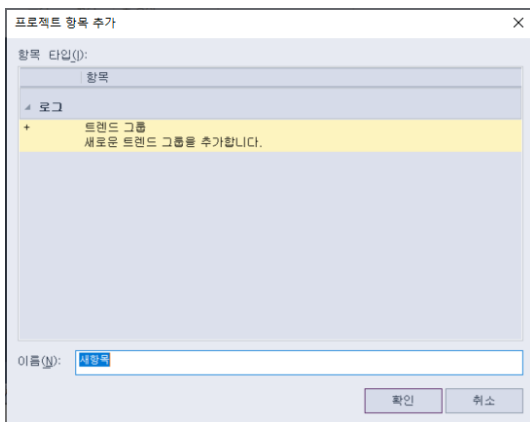 프로젝트 항목 추가
항목 타입(I):
항목
로그
+ 트렌드 그룹
새로운 트렌드 그룹을 추가합니다.
이름(N): 새항목
확인 취소